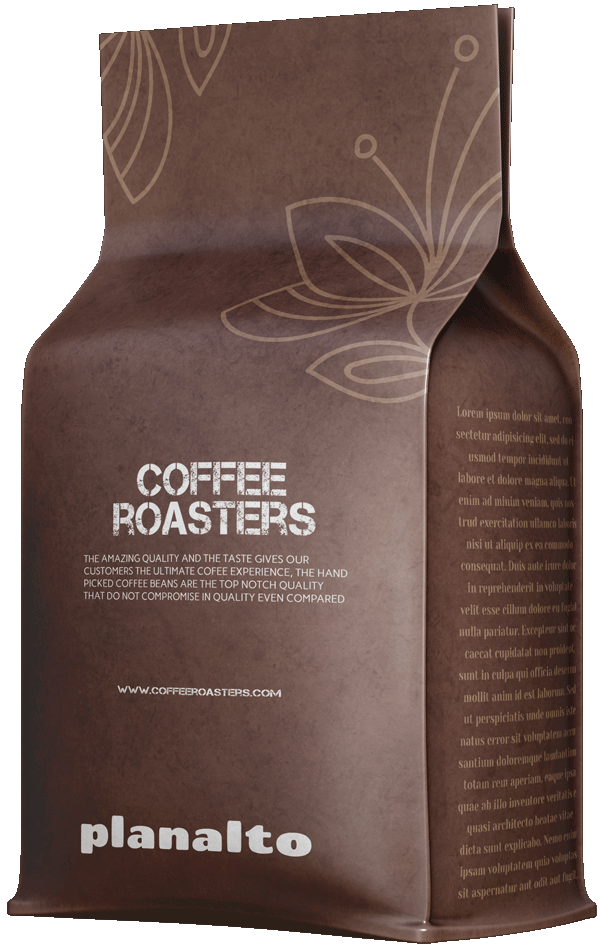 COFFEE
ROASTERS
THE AMAZING QUALITY AND THE TASTE GIVES OUR
CUSTOMERS THE ULTIMATE COFEE EXPERIENCE, THE HAND
PICKED COFFEE BEANS ARE THE TOP NOTCH QUALITY
THAT DO NOT COMPROMISE IN QUALITY EVEN COMPARED
WWW.COFFEEROASTERS.COM
planalto
Lorem ipsum dolor sit amet, con
sectetur adipisicing elit, sed do ei
usmod tempor incididunt ut
labore et dolore magna aliqua. Ut
enim ad minim veniam, quis nos
trud exercitation ullamco laboris
nisi ut aliquip ex ea commodo
consequat. Duis aute irure dolor
in reprehenderit in voluptate
velit esse cillum dolore eu fugiat
nulla pariatur. Excepteur sint oc
caecat cupidatat non proident,
sunt in culpa qui officia deserun
mollit anim id est laborum. Sed
ut perspiciatis unde omnis iste
natus error sit voluptatem accu
santium doloremque laudantium
totam rem aperiam, eaque ipsa
quae ab illo inventore veritatis e
quasi architecto beatae vitae
dicta sunt explicabo. Nemo enim
ipsam voluptatem quia voluptas
sit aspernatur aut odit aut fugit